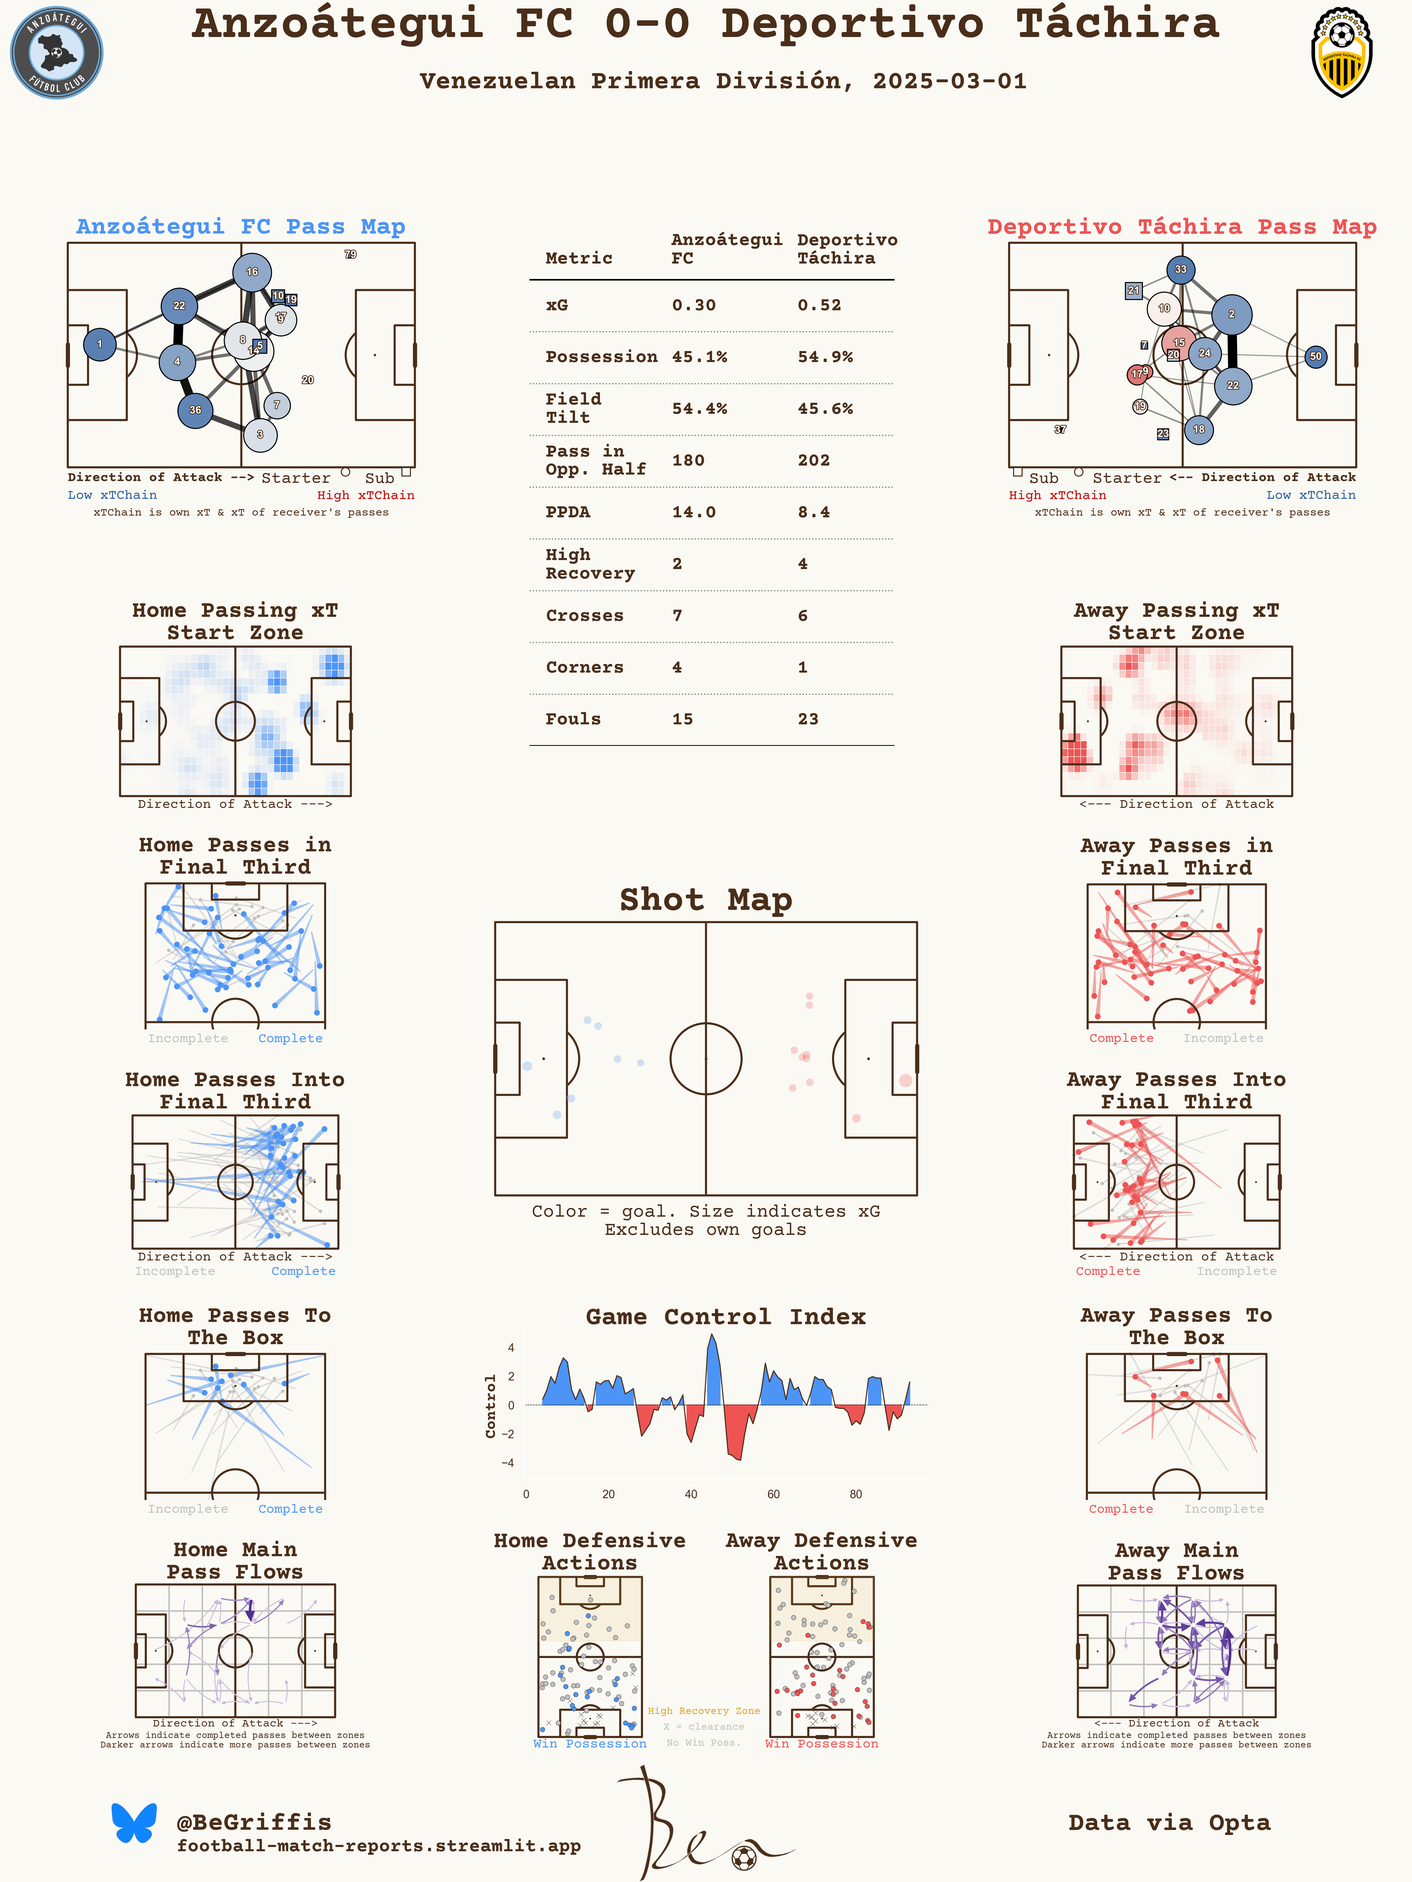 Anzoátegui FC 0-0 Deportivo Táchira
Venezuelan Primera División, 2025-03-01
ANZOÁTEGUI
FÚTBOL CLUB
Anzoátegui FC Pass Map
79
16
10
19
22
17
9
1
8
5
14
4
20
7
36
3
Direction of Attack --> Starter Sub
Low xTChain High xTChain
xTChain is own xT & xT of receiver's passes
Metric Anzoátegui FC Deportivo Táchira
xG 0.30 0.52
Possession 45.1% 54.9%
Field Tilt 54.4% 45.6%
Pass in Opp. Half 180 202
PPDA 14.0 8.4
High Recovery 2 4
Crosses 7 6
Corners 4 1
Fouls 15 23
Deportivo Táchira Pass Map
33
21
10
2
7
15
20
24
50
17
9
22
19
37
23
18
Sub Starter <-- Direction of Attack
High xTChain Low xTChain
xTChain is own xT & xT of receiver's passes
Home Passing xT
Start Zone
Direction of Attack --->
Away Passing xT
Start Zone
<--- Direction of Attack
Home Passes in
Final Third
Incomplete Complete
Away Passes in
Final Third
Complete Incomplete
Shot Map
Color = goal. Size indicates xG
Excludes own goals
Home Passes Into
Final Third
Direction of Attack --->
Incomplete Complete
Away Passes Into
Final Third
<--- Direction of Attack
Complete Incomplete
Home Passes To
The Box
Incomplete Complete
Game Control Index
Control
4
2
0
−2
−4
0 20 40 60 80
Away Passes To
The Box
Complete Incomplete
Home Main
Pass Flows
Direction of Attack --->
Arrows indicate completed passes between zones
Darker arrows indicate more passes between zones
Home Defensive
Actions
Win Possession
High Recovery Zone
X = clearance
No Win Poss.
Away Defensive
Actions
Win Possession
Away Main
Pass Flows
<--- Direction of Attack
Arrows indicate completed passes between zones
Darker arrows indicate more passes between zones
@BeGriffis
football-match-reports.streamlit.app
Ben
Data via Opta